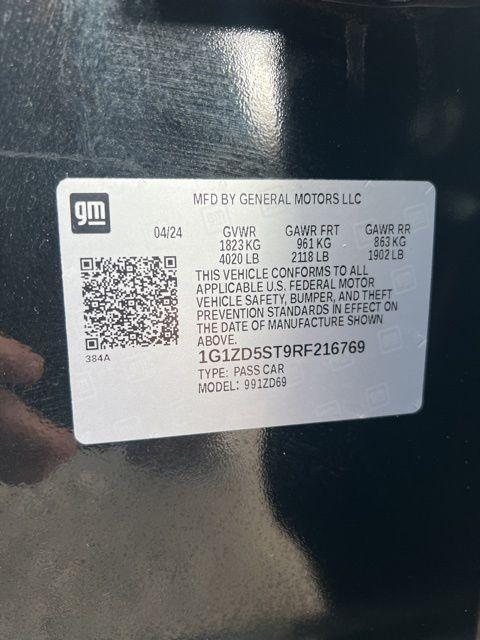 gm
MFD BY GENERAL MOTORS LLC
04/24 GVWR GAWR FRT GAWR RR
1823 KG 961 KG 863 KG
4020 LB 2118 LB 1902 LB
THIS VEHICLE CONFORMS TO ALL
APPLICABLE U.S. FEDERAL MOTOR
VEHICLE SAFETY, BUMPER, AND THEFT
PREVENTION STANDARDS IN EFFECT ON
THE DATE OF MANUFACTURE SHOWN
ABOVE.
384A
1G1ZD5ST9RF216769
TYPE: PASS CAR
MODEL: 991ZD69